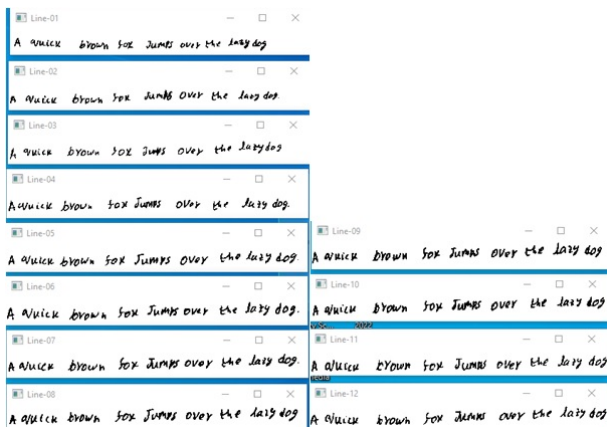 Line-01
A quick brown fox Jumps over the lazy dog
Line-02
A quick brown fox Jumps over the lazy dog.
Line-03
A quick brown fox Jumps over the lazy dog
Line-04
A quick brown fox Jumps over the lazy dog.
Line-05
A quick brown fox Jumps over the lazy dog.
Line-06
A quick brown fox Jumps over the lazy dog.
Line-07
A quick brown fox Jumps over the lazy dog.
Line-08
A quick brown fox Jumps over the lazy dog
Line-09
A quick brown fox Jumps over the lazy dog
Line-10
A quick brown fox Jumps over the lazy dog
2022
Line-11
A quick brown fox Jumps over the lazy dog
Line-12
A quick brown fox Jumps over the lazy dog